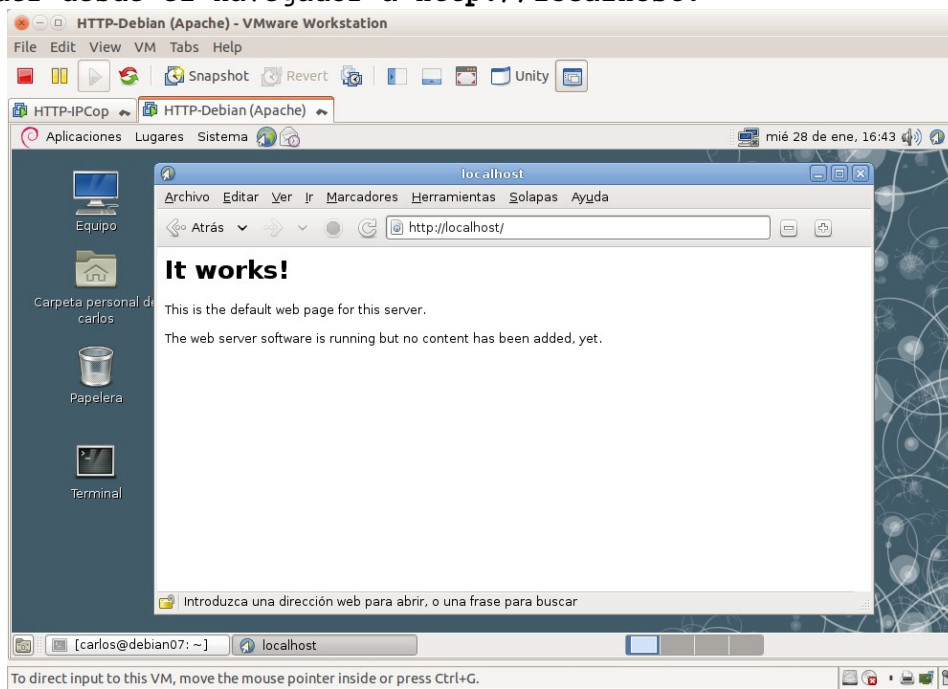 desde el navegador a http://localhost.
HTTP-Debian (Apache) - VMware Workstation
File Edit View VM Tabs Help
Snapshot Revert Unity
HTTP-IPCop HTTP-Debian (Apache)
Aplicaciones Lugares Sistema mié 28 de ene, 16:43
localhost
Archivo Editar Ver Ir Marcadores Herramientas Solapas Ayuda
Atrás http://localhost/
Equipo
It works!
Carpeta personal de
carlos
This is the default web page for this server.
The web server software is running but no content has been added, yet.
Papelera
Terminal
Introduzca una dirección web para abrir, o una frase para buscar
[carlos@debian07: ~] localhost
To direct input to this VM, move the mouse pointer inside or press Ctrl+G.